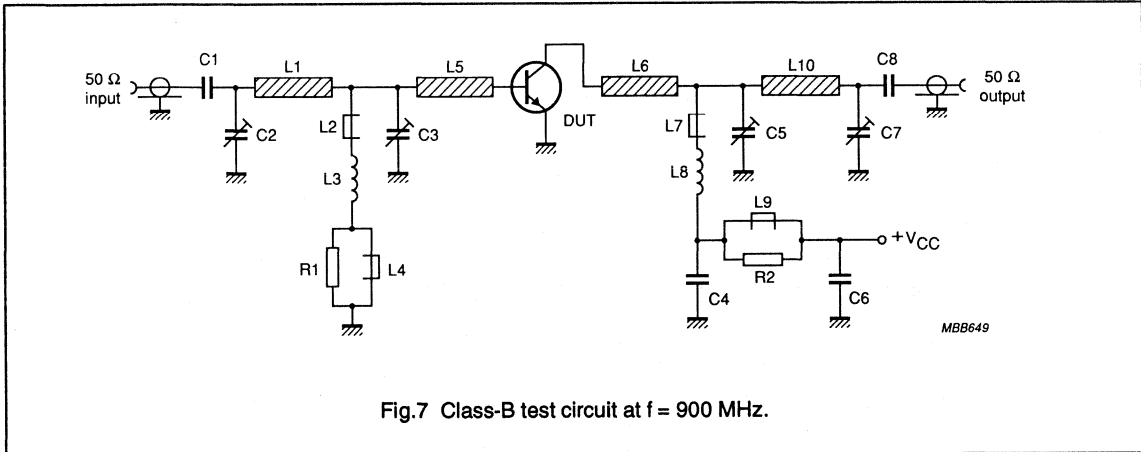 C1 L1 L5 L6 L10 C8
50 Ω
input
50 Ω
output
DUT
C2 L2 C3 L7 C5 C7
L3 L8
L9
+VCC
R1 L4
R2
C4 C6
MBB649
Fig.7 Class-B test circuit at f = 900 MHz.